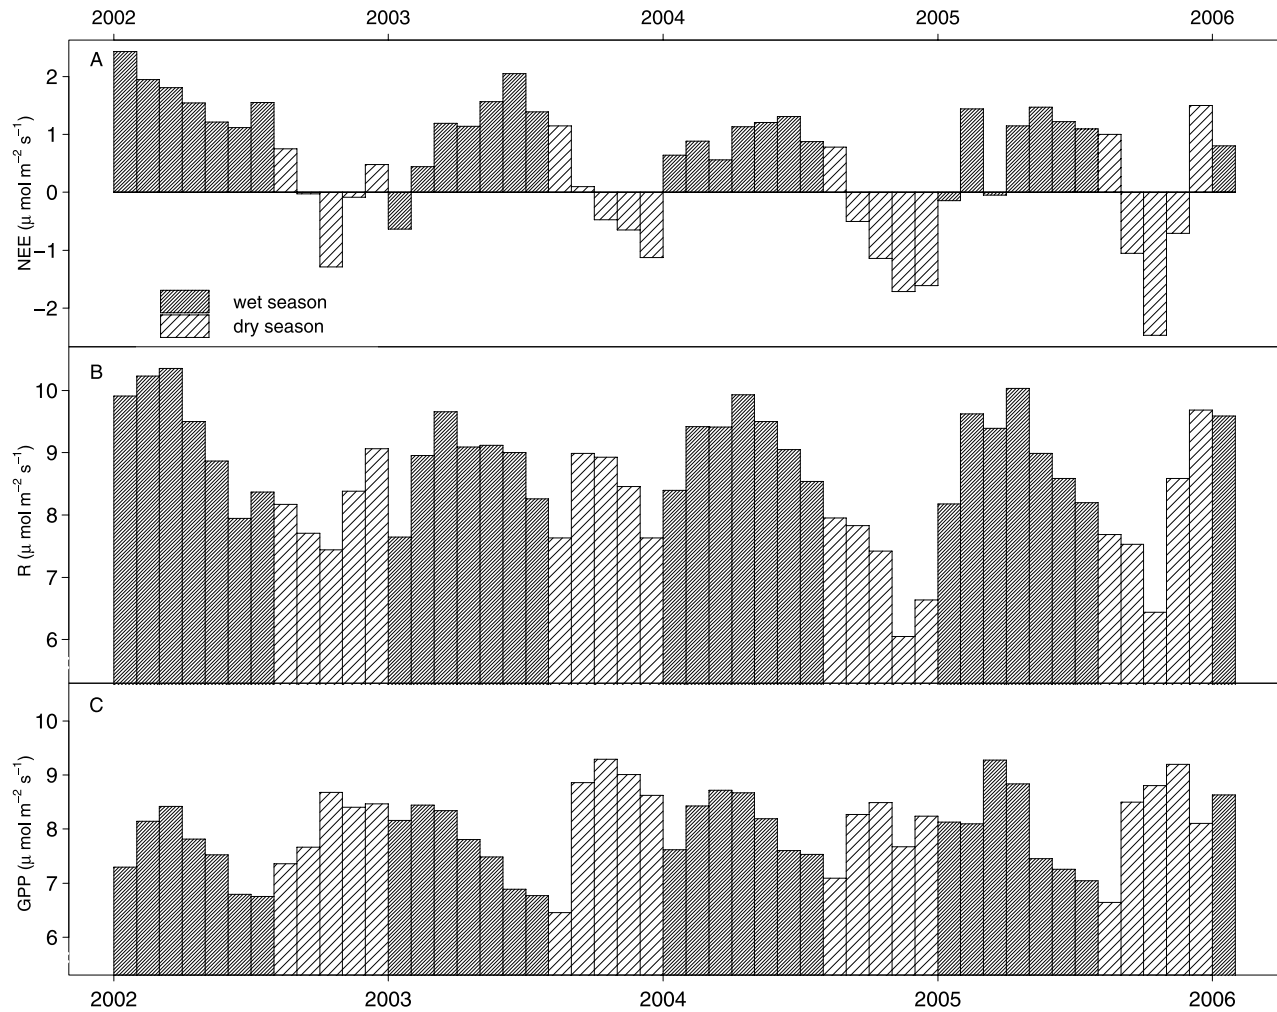 2002 2003 2004 2005 2006
A
2
1
0
−1
−2
NEE (μ mol m−2 s−1)
wet season
dry season
B
10
9
8
7
6
R (μ mol m−2 s−1)
C
10
9
8
7
6
GPP (μ mol m−2 s−1)
2002 2003 2004 2005 2006